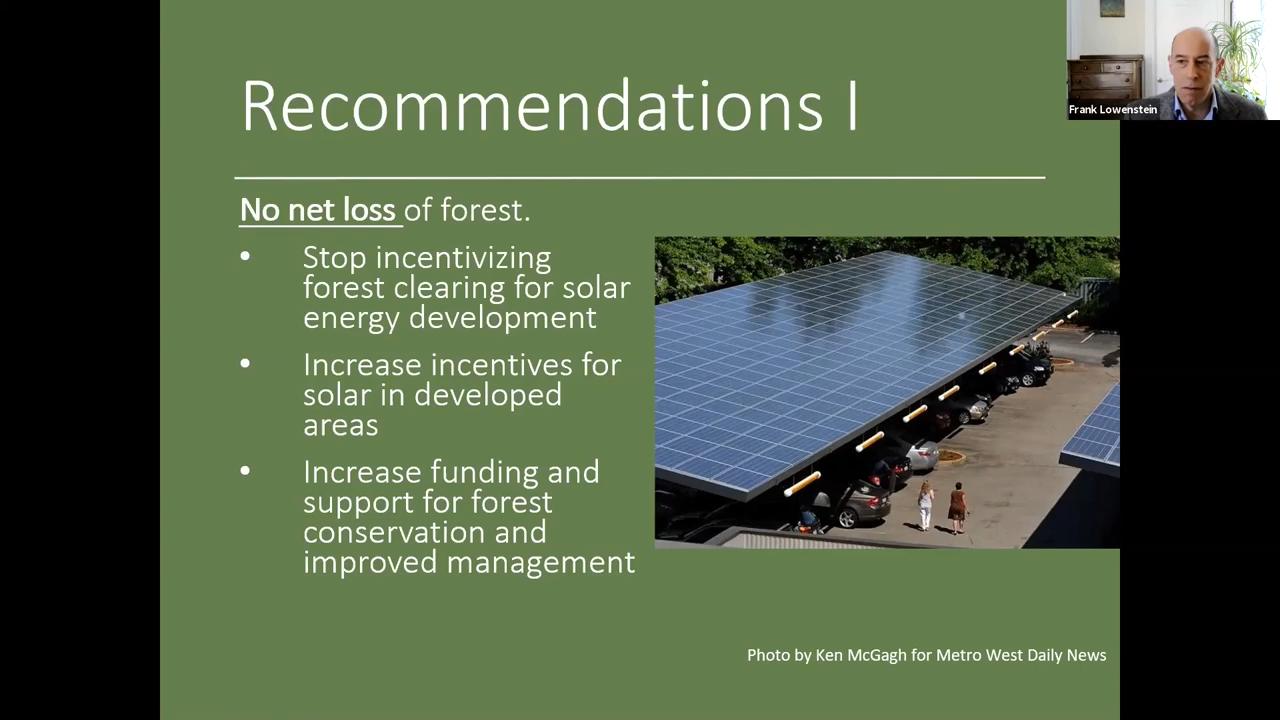 Recommendations I
Frank Lowenstein
No net loss of forest.
• Stop incentivizing
forest clearing for solar
energy development
• Increase incentives for
solar in developed
areas
• Increase funding and
support for forest
conservation and
improved management
Photo by Ken McGagh for Metro West Daily News